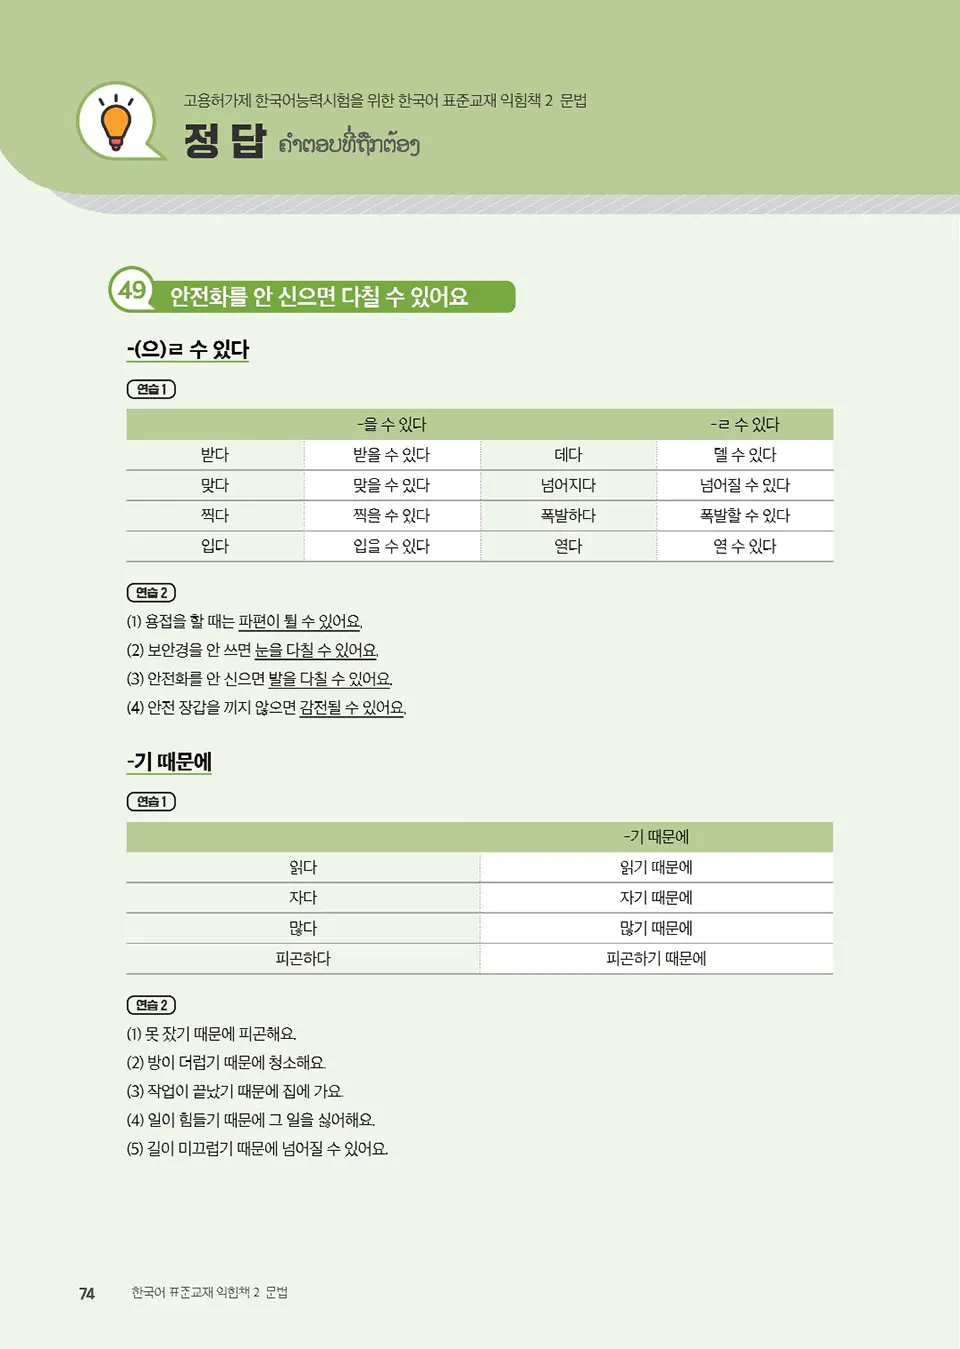 고용허가제 한국어능력시험을 위한 한국어 표준교재 익힘책 2 문법
정 답 ຄຳຕອບທີ່ຖືກຕ້ອງ
49 안전화를 안 신으면 다칠 수 있어요
-(으)ㄹ 수 있다
연습 1
-을 수 있다 -ㄹ 수 있다
받다 받을 수 있다 데다 델 수 있다
맞다 맞을 수 있다 넘어지다 넘어질 수 있다
찍다 찍을 수 있다 폭발하다 폭발할 수 있다
입다 입을 수 있다 연다 열 수 있다
연습 2
(1) 용접을 할 때는 파편이 튈 수 있어요.
(2) 보안경을 안 쓰면 눈을 다칠 수 있어요.
(3) 안전화를 안 신으면 발을 다칠 수 있어요.
(4) 안전 장갑을 끼지 않으면 감전될 수 있어요.
-기 때문에
연습 1
-기 때문에
읽다 읽기 때문에
자다 자기 때문에
많다 많기 때문에
피곤하다 피곤하기 때문에
연습 2
(1) 못 잤기 때문에 피곤해요.
(2) 방이 더럽기 때문에 청소해요.
(3) 작업이 끝났기 때문에 집에 가요.
(4) 일이 힘들기 때문에 그 일을 싫어해요.
(5) 길이 미끄럽기 때문에 넘어질 수 있어요.
74 한국어 표준교재 익힘책 2 문법